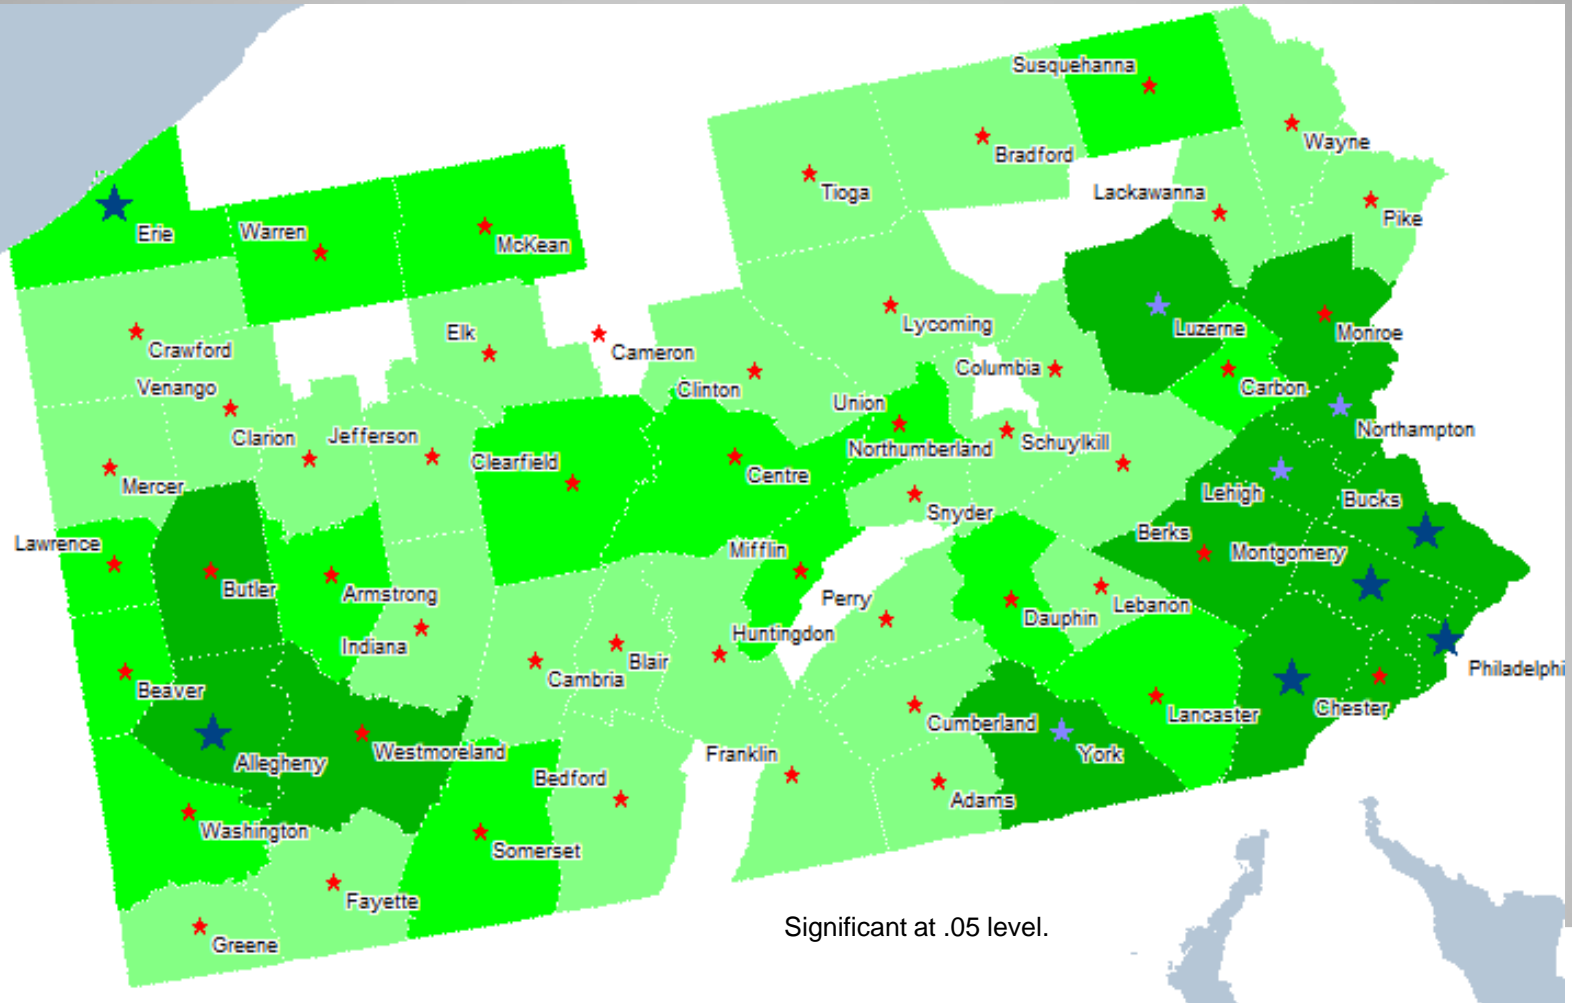 Susquehanna
Wayne
Bradford
Tioga
Lackawanna
Pike
Erie
Warren
McKean
Lycoming
Luzerne
Monroe
Elk
Crawford
Cameron
Columbia
Clinton
Carbon
Venango
Union
Northampton
Clarion
Jefferson
Northumberland
Schuylkill
Clearfield
Centre
Mercer
Lehigh
Bucks
Snyder
Lawrence
Berks
Mifflin
Montgomery
Butler
Armstrong
Perry
Lebanon
Dauphin
Huntingdon
Indiana
Blair
Philadelphi
Cambria
Beaver
Chester
Lancaster
Cumberland
Westmoreland
Franklin
York
Allegheny
Bedford
Adams
Washington
Somerset
Fayette
Significant at .05 level.
Greene